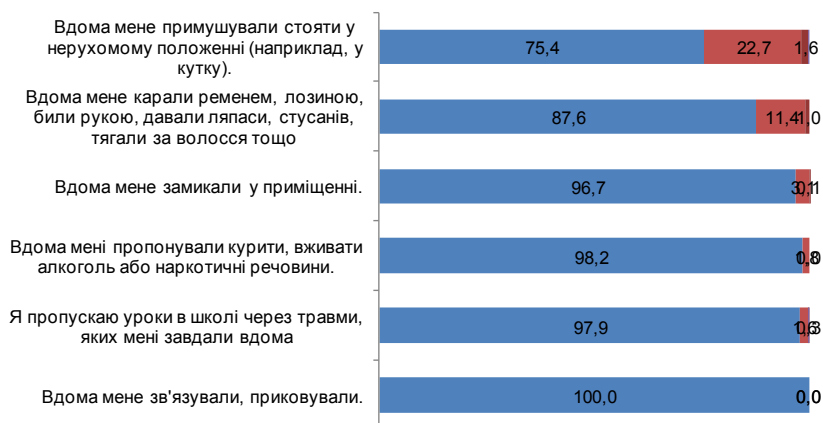 Вдома мене примушували стояти у
нерухомому положенні (наприклад, у
кутку).
75,4 22,7 1,6
Вдома мене карали ременем, лозиною,
били рукою, давали ляпаси, стусанів,
тягали за волосся тощо
87,6 11,4 1,0
Вдома мене замикали у приміщенні.
96,7
Вдома мені пропонували курити, вживати
алкоголь або наркотичні речовини.
98,2
Я пропускаю уроки в школі через травми,
яких мені завдали вдома
97,9
Вдома мене зв'язували, приковували.
100,0 0,0